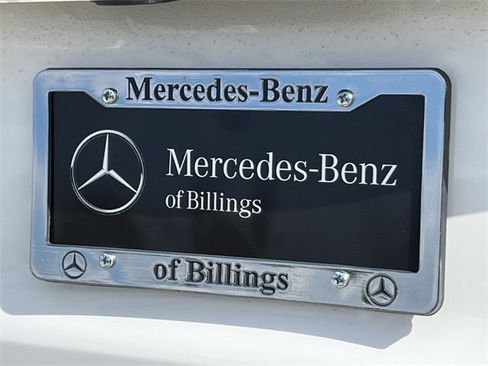 Mercedes-Benz
Mercedes-Benz
of Billings
of Billings